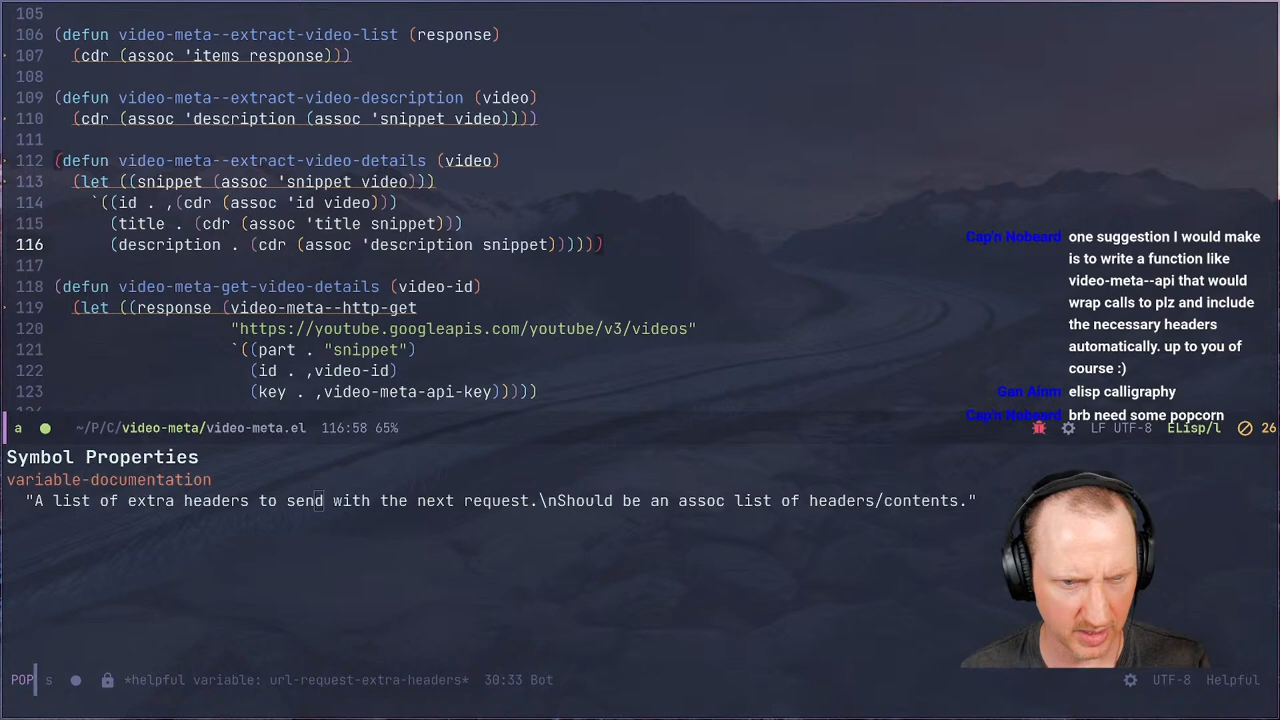 105
106 (defun video-meta--extract-video-list (response)
107   (cdr (assoc 'items response)))
108
109 (defun video-meta--extract-video-description (video)
110   (cdr (assoc 'description (assoc 'snippet video))))
111
112 (defun video-meta--extract-video-details (video)
113   (let ((snippet (assoc 'snippet video)))
114     `((id . ,(cdr (assoc 'id video)))
115       (title . (cdr (assoc 'title snippet)))
116       (description . (cdr (assoc 'description snippet))))))
117
118 (defun video-meta-get-video-details (video-id)
119   (let ((response (video-meta--http-get
120                    "https://youtube.googleapis.com/youtube/v3/videos"
121                    `((part . "snippet")
122                      (id . ,video-id)
123                      (key . ,video-meta-api-key)))))
Cap'n Nobeard one suggestion I would make
is to write a function like
video-meta--api that would
wrap calls to plz and include
the necessary headers
automatically. up to you of
course :)
Gan Ainm elisp calligraphy
Cap'n Nobeard brb need some popcorn
a ~/P/C/video-meta/video-meta.el 116:58 65% LF UTF-8 ELisp/l 26
Symbol Properties
variable-documentation
"A list of extra headers to send with the next request.\nShould be an assoc list of headers/contents."
POP s *helpful variable: url-request-extra-headers* 30:33 Bot UTF-8 Helpful